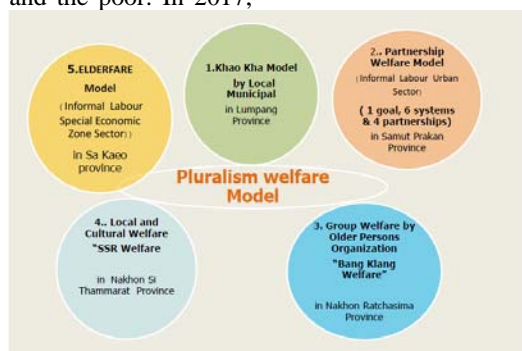 and the poor. In 2017,
1.Khao Kha Model
by Local
Municipal
in Lumpang
Province
2.. Partnership
Welfare Model
(Informal Labour Urban
Sector)
( 1 goal, 6 systems
& 4 partnerships)
in Samut Prakan
Province
3. Group Welfare by
Older Persons
Organization
"Bang Klang
Welfare"
in Nakhon Ratchasima
Province
4.. Local and
Cultural Welfare
"SSR Welfare
in Nakhon Si
Thammarat Province
5.ELDERFARE
Model
(Informal Labour
Special Economic
Zone Sector))
in Sa Kaeo
province
Pluralism welfare
Model